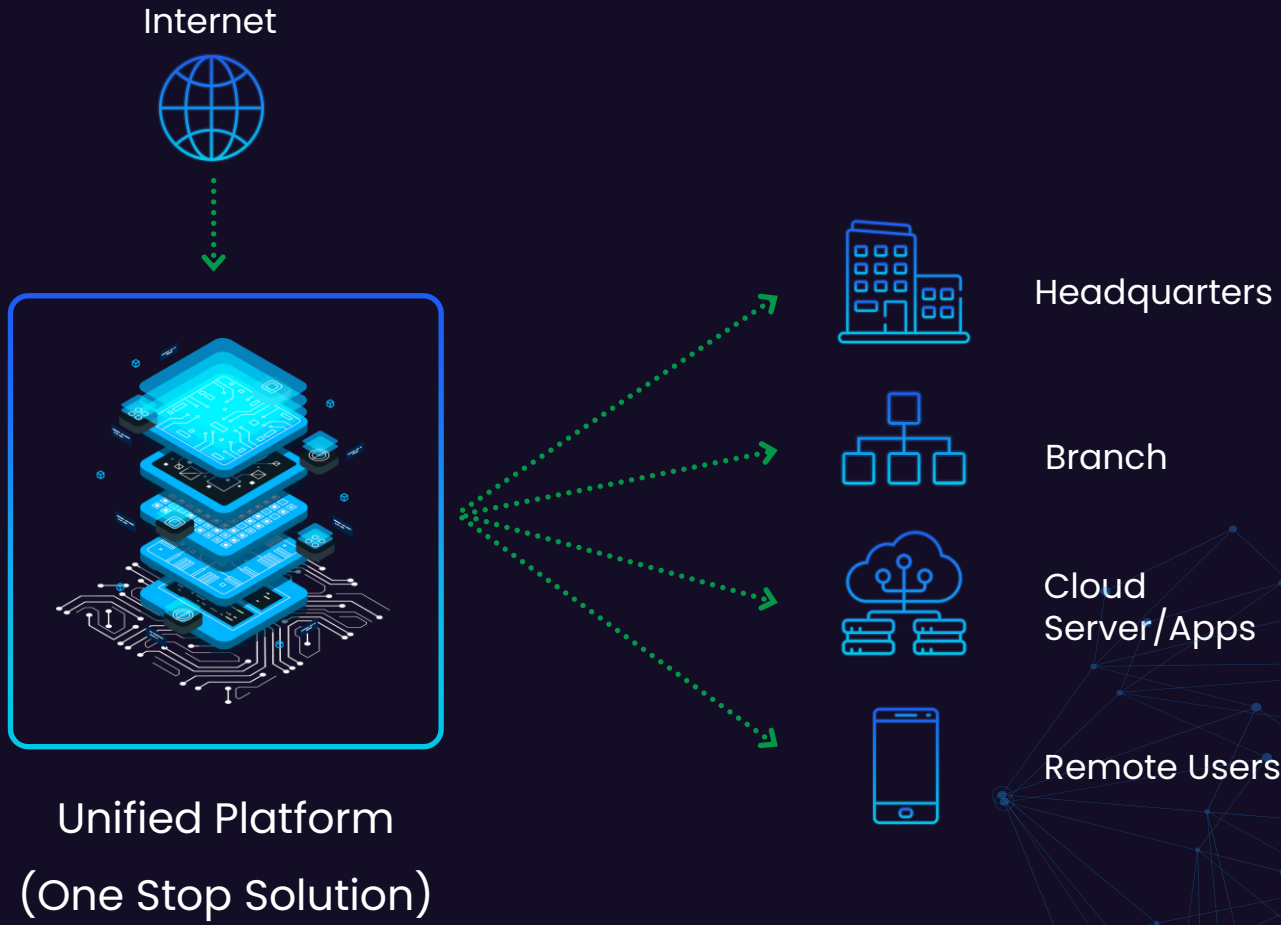 Internet
Headquarters
Branch
Cloud
Server/Apps
Remote Users
Unified Platform
(One Stop Solution)